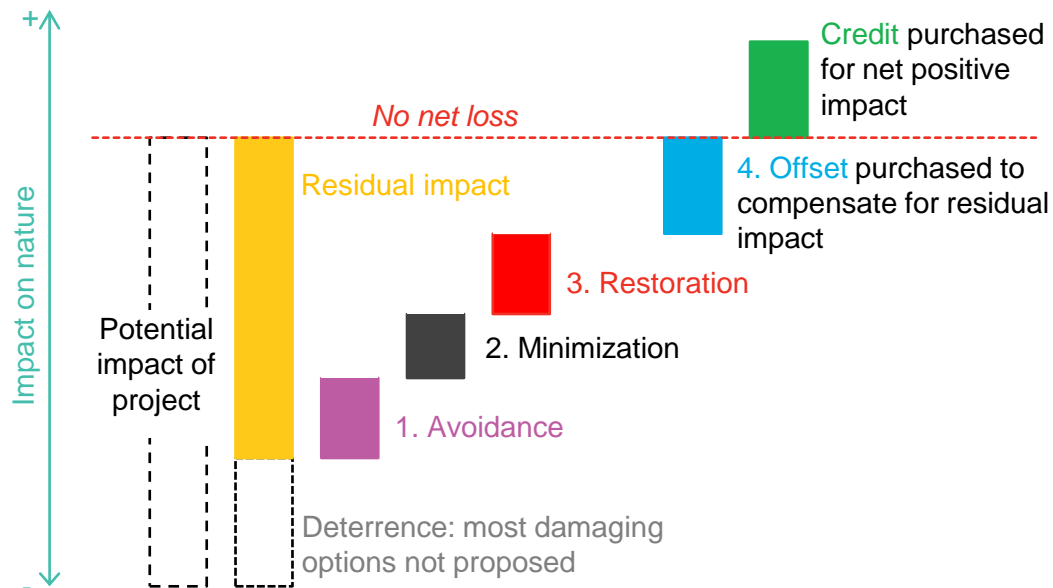 +
Impact on nature
-
No net loss
Credit purchased
for net positive
impact
Residual impact
4. Offset purchased to
compensate for residual
impact
3. Restoration
Potential
impact of
project
2. Minimization
1. Avoidance
Deterrence: most damaging
options not proposed